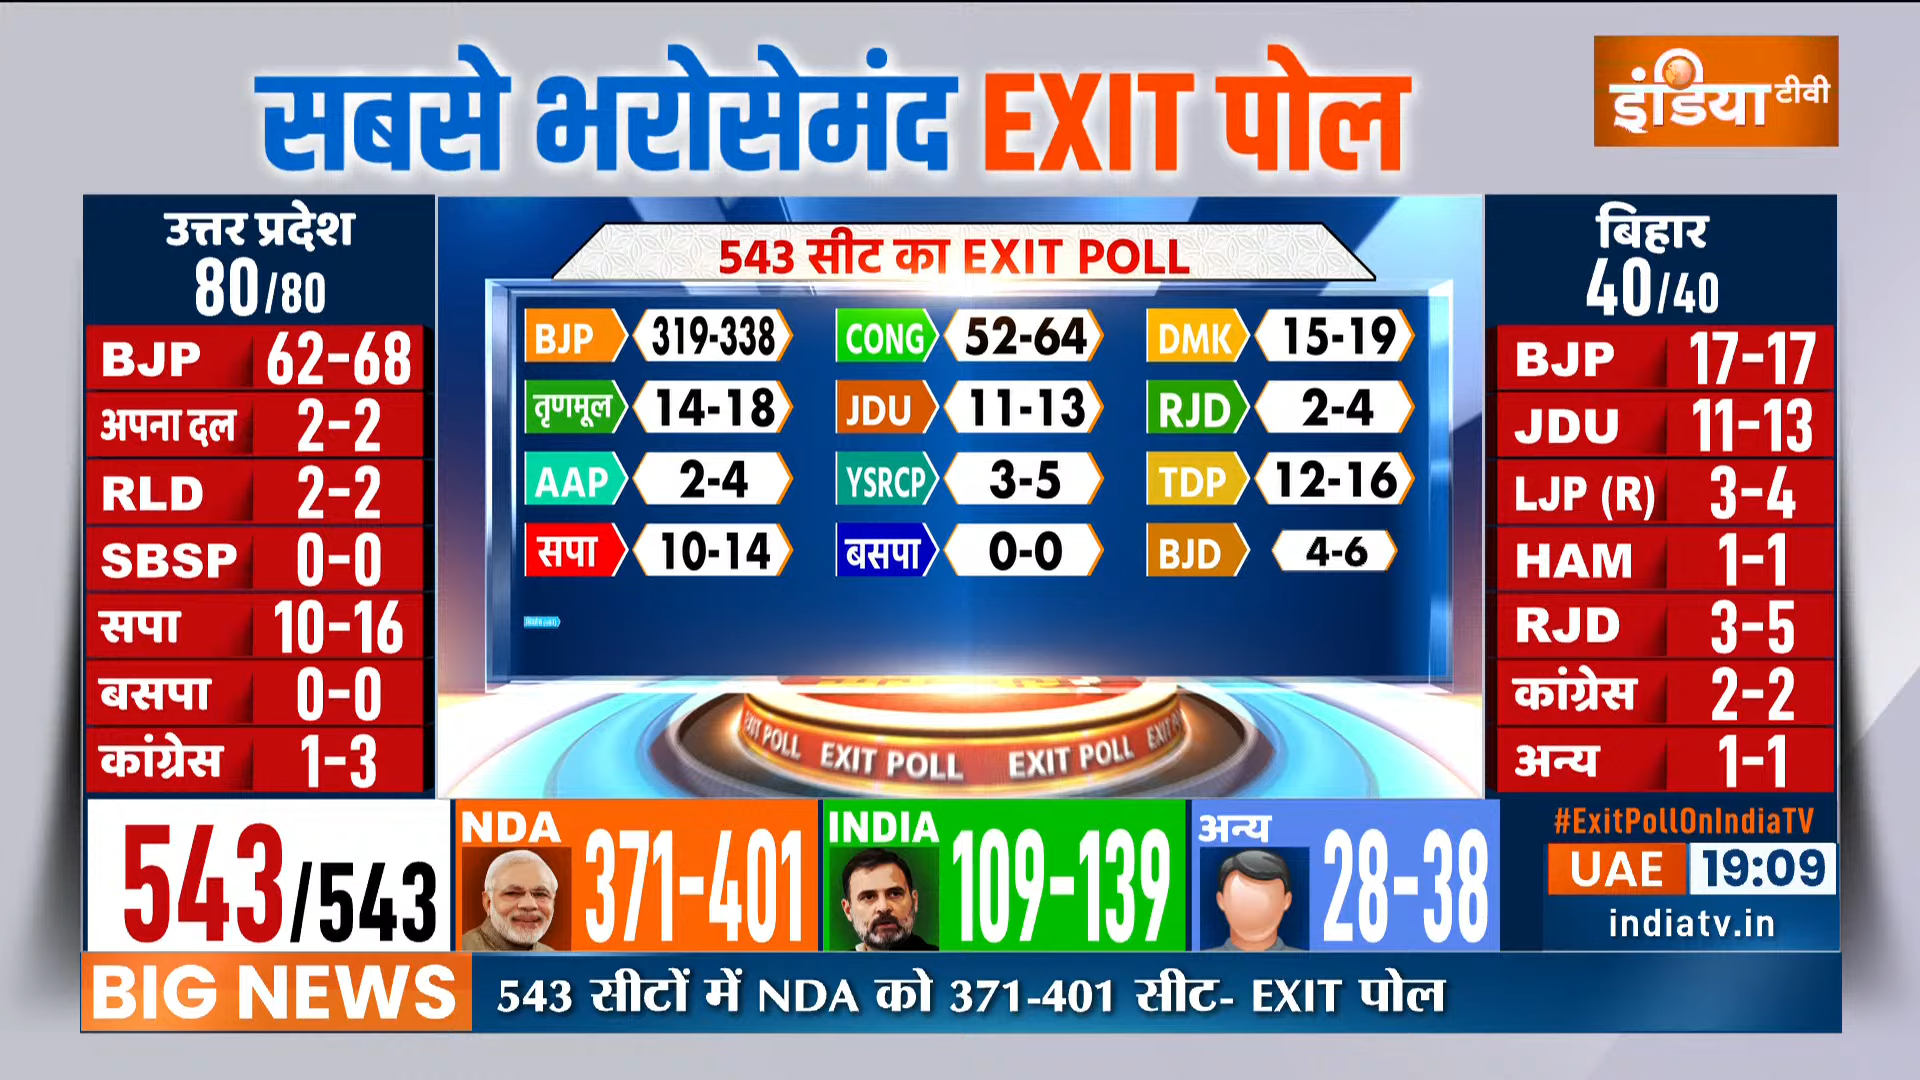 सबसे भरोसेमंद EXIT पोल
इंडिया टीवी
उत्तर प्रदेश
80/80
BJP 62-68
अपना दल 2-2
RLD 2-2
SBSP 0-0
सपा 10-16
बसपा 0-0
कांग्रेस 1-3
543 सीट का EXIT POLL
BJP 319-338 CONG 52-64 DMK 15-19
तृणमूल 14-18 JDU 11-13 RJD 2-4
AAP 2-4 YSRCP 3-5 TDP 12-16
सपा 10-14 बसपा 0-0 BJD 4-6
EXIT POLL EXIT POLL EXIT POLL EXIT
बिहार
40/40
BJP 17-17
JDU 11-13
LJP (R) 3-4
HAM 1-1
RJD 3-5
कांग्रेस 2-2
अन्य 1-1
543/543
NDA 371-401
INDIA 109-139
अन्य 28-38
#ExitPollOnIndiaTV
UAE 19:09
indiatv.in
BIG NEWS
543 सीटों में NDA को 371-401 सीट- EXIT पोल